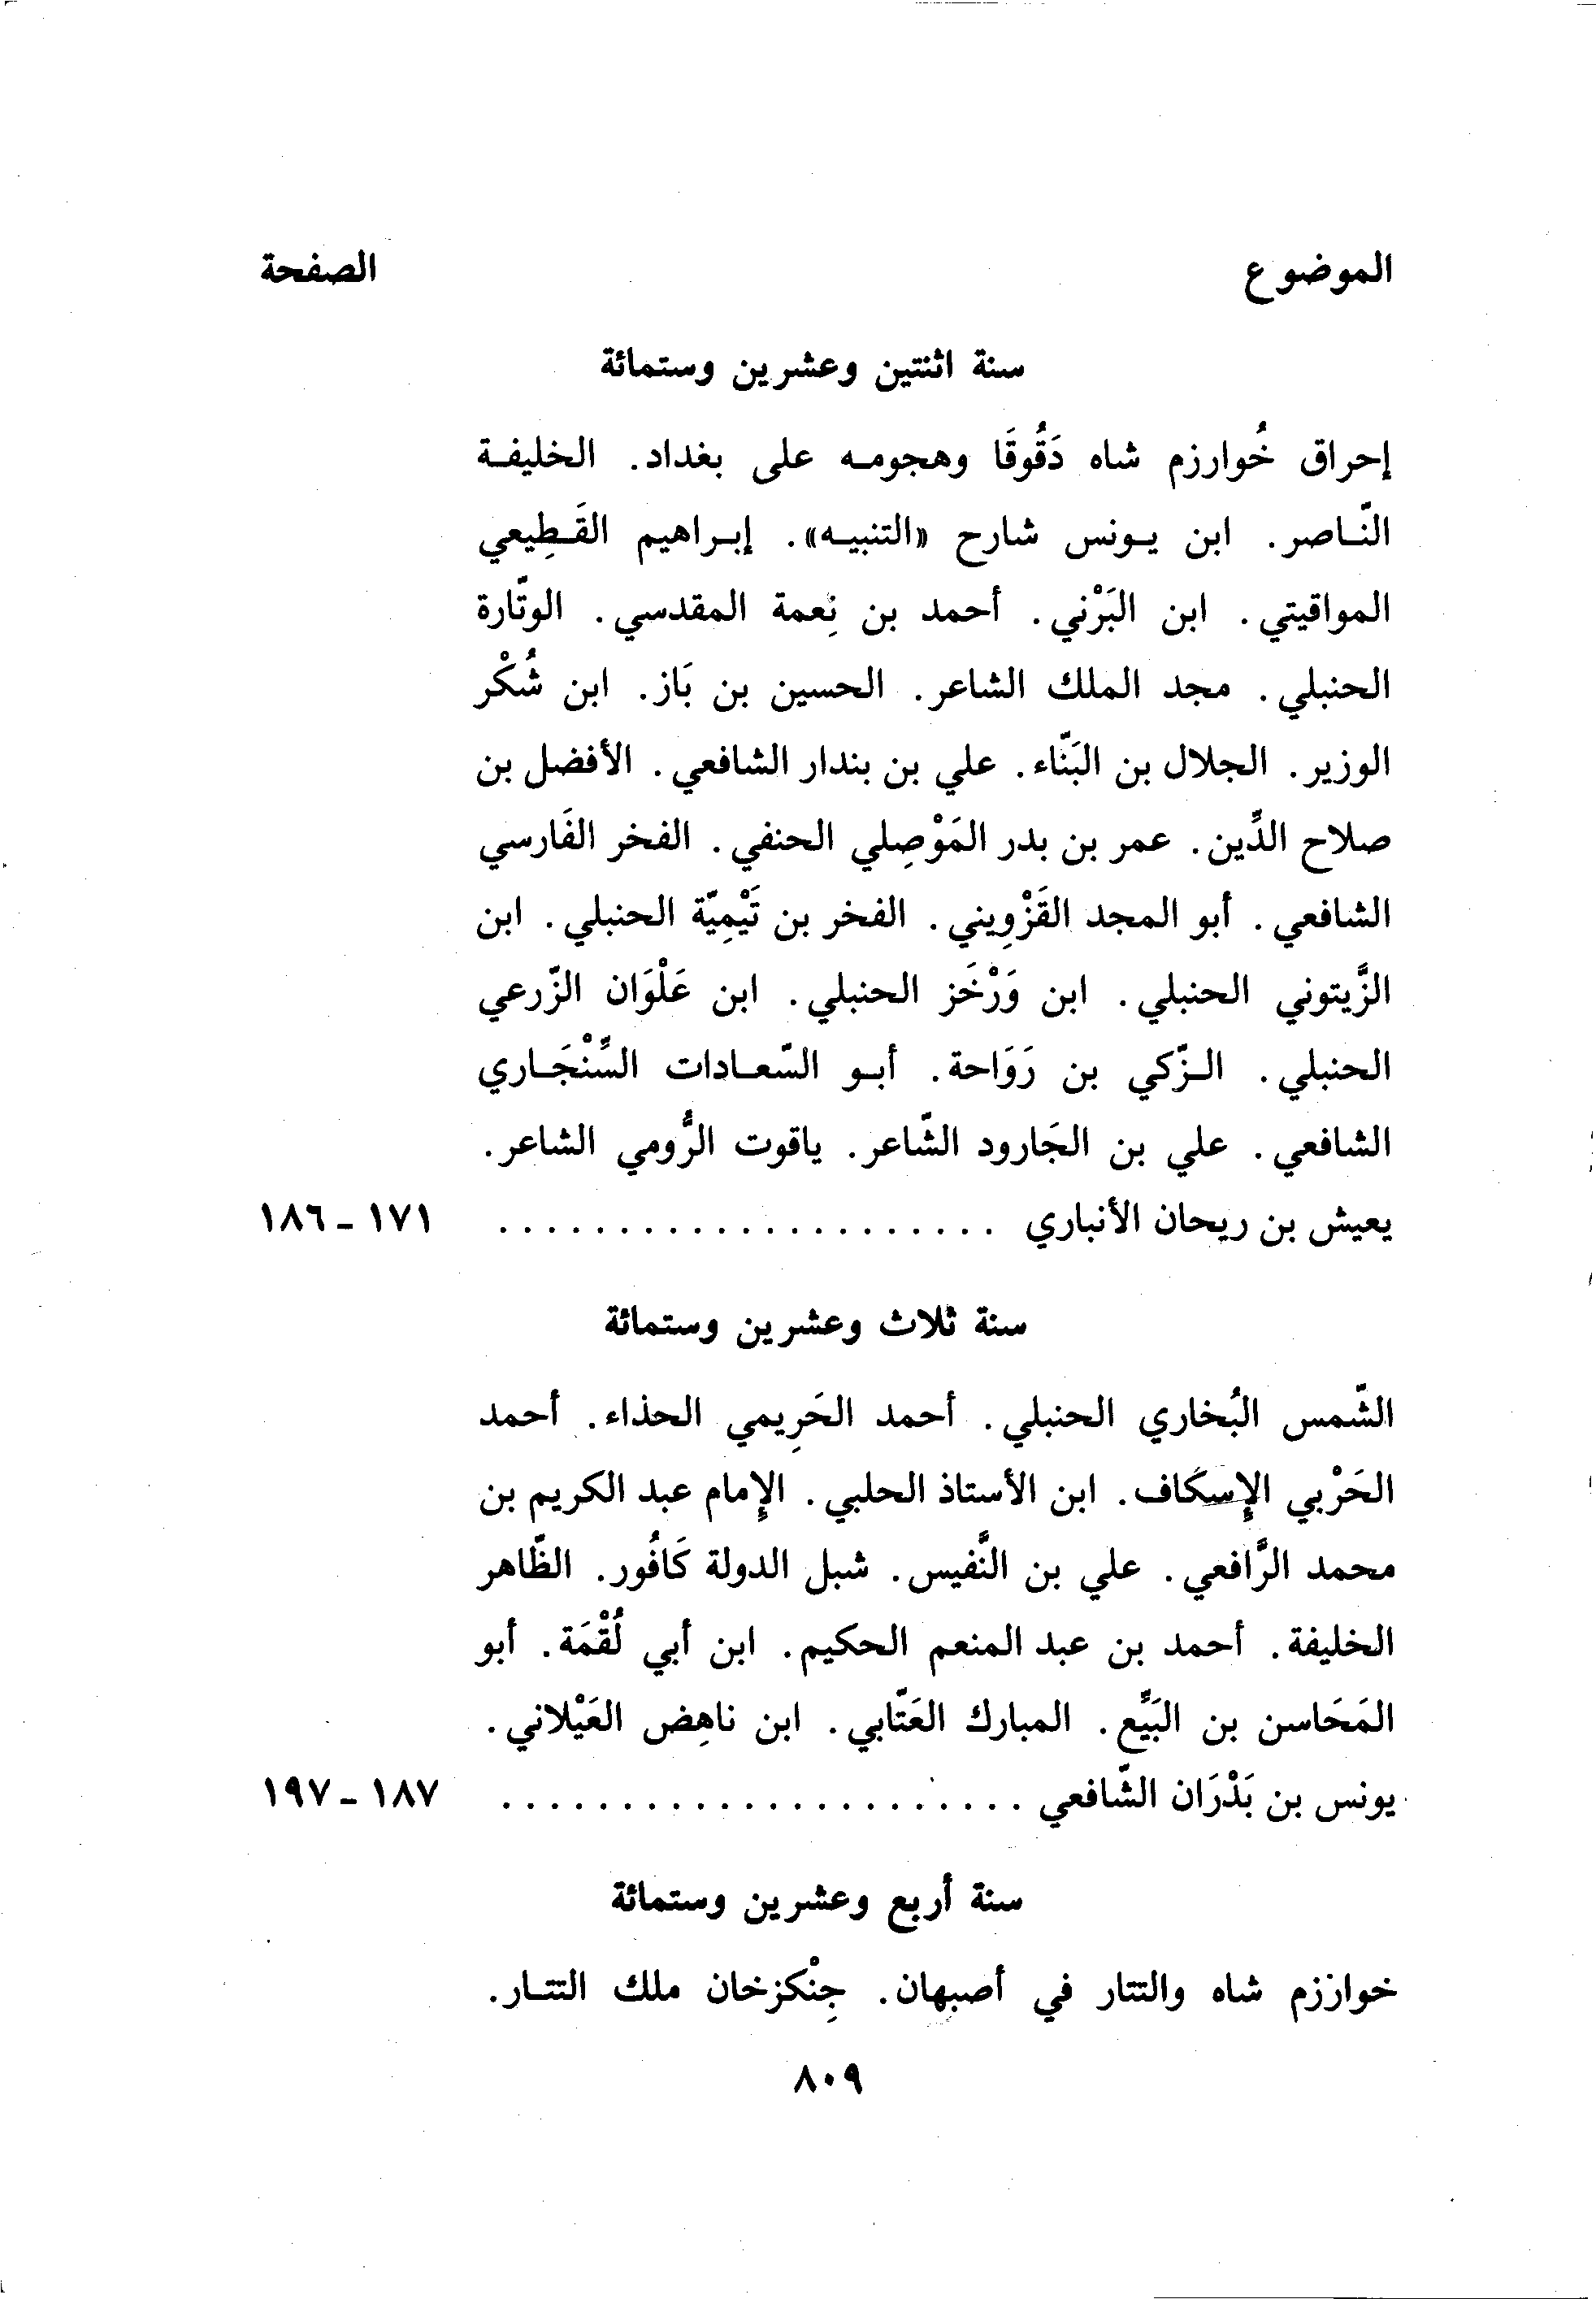 الموضوع الصفحة
سنة اثنتين وعشرين وستمائة
إحراق خُوارزم شاه دَقُوقَا وهجومه على بغداد. الخليفة
النّاصر. ابن يونس شارح «التنبيه». إبراهيم القَطِيعي
المواقيتي. ابن البَرْني. أحمد بن نِعمة المقدسي. الوتّارة
الحنبلي. مجد الملك الشاعر. الحسين بن بَاز. ابن شُكْر
الوزير. الجلال بن البَنّاء. علي بن بندار الشافعي. الأفضل بن
صلاح الدِّين. عمر بن بدر المَوْصِلي الحنفي. الفخر الفَارسي
الشافعي. أبو المجد القَزْوِيني. الفخر بن تَيْمِيّة الحنبلي. ابن
الزَّيتوني الحنبلي. ابن وَرْخَز الحنبلي. ابن عَلْوَان الزّرعي
الحنبلي. الزّكي بن رَوَاحة. أبو السّعادات السِّنْجَاري
الشافعي. علي بن الجَارود الشّاعر. ياقوت الرُّومي الشاعر.
يعيش بن ريحان الأنباري . . . . . . . . . . . . . . . . . . . . . ١٧١ - ١٨٦
سنة ثلاث وعشرين وستمائة
الشّمس البُخاري الحنبلي. أحمد الحَرِيمي الحذاء. أحمد
الحَرْبي الإسكاف. ابن الأستاذ الحلبي. الإمام عبد الكريم بن
محمد الرَّافعي. علي بن النَّفيس. شبل الدولة كَافُور. الظّاهر
الخليفة. أحمد بن عبد المنعم الحكيم. ابن أبي لُقْمَة. أبو
المَحَاسن بن البَيِّع. المبارك العَتّابي. ابن ناهِض العَيْلاني.
يونس بن بَدْرَان الشّافعي . . . . . . . . . . . . . . . . . . . . . . ١٨٧ - ١٩٧
سنة أربع وعشرين وستمائة
خوارزم شاه والتتار في أصبهان. جِنْكزخان ملك التتار.
٨٠٩